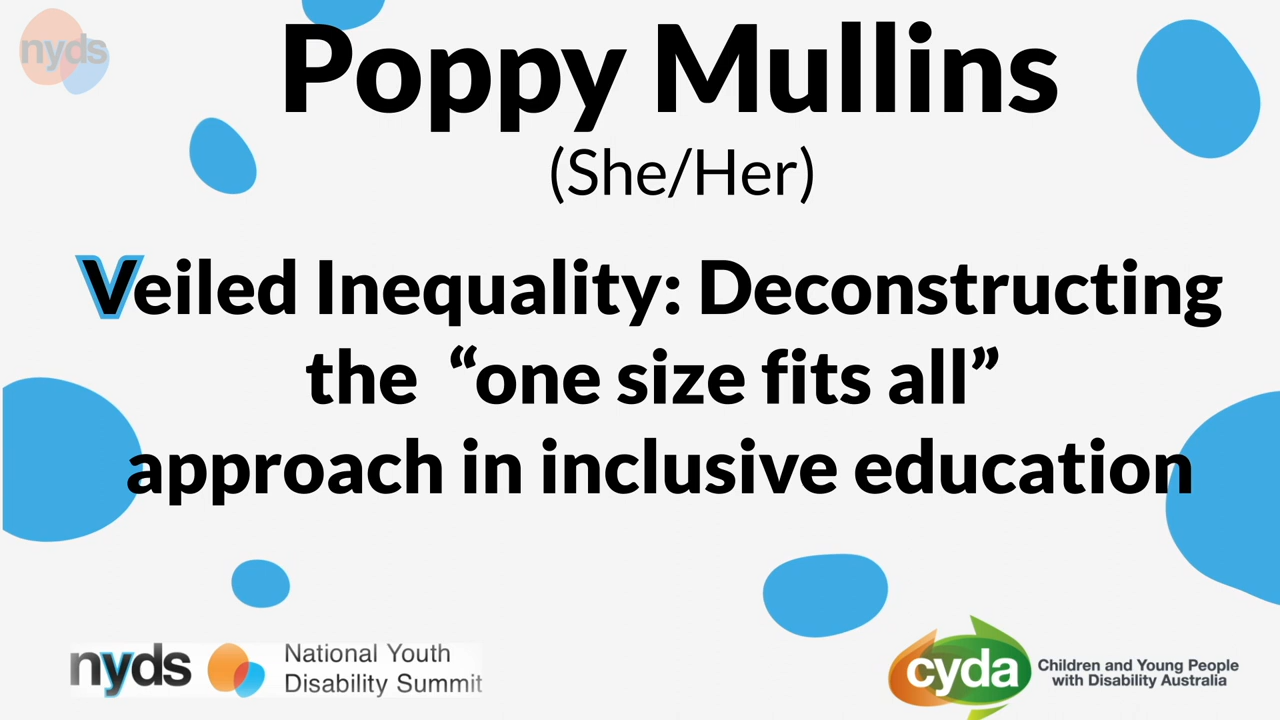 nyds
Poppy Mullins
(She/Her)
Veiled Inequality: Deconstructing
the “one size fits all”
approach in inclusive education
nyds
National Youth
Disability Summit
cyda
Children and Young People
with Disability Australia